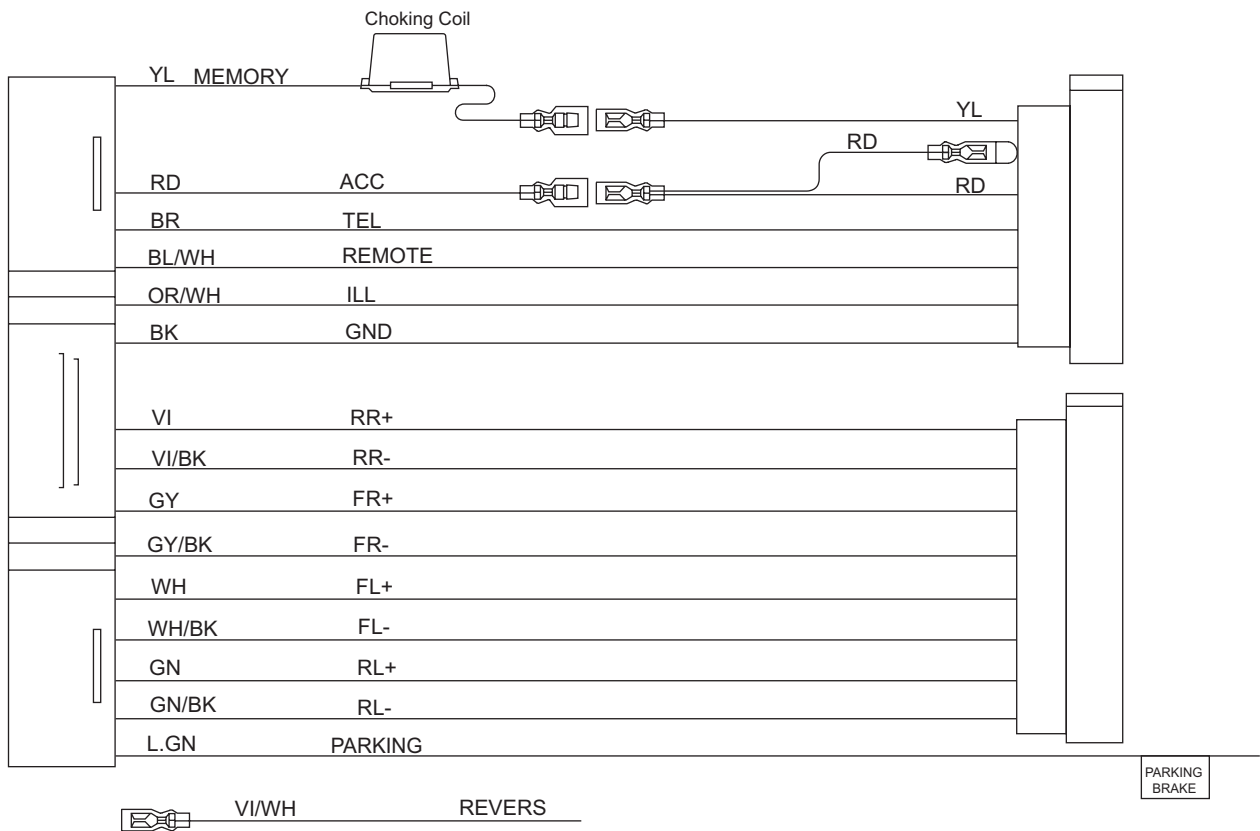 Choking Coil
YL MEMORY
YL
RD
RD ACC RD
BR TEL
BL/WH REMOTE
OR/WH ILL
BK GND
VI RR+
VI/BK RR-
GY FR+
GY/BK FR-
WH FL+
WH/BK FL-
GN RL+
GN/BK RL-
L.GN PARKING
PARKING
BRAKE
VI/WH REVERS